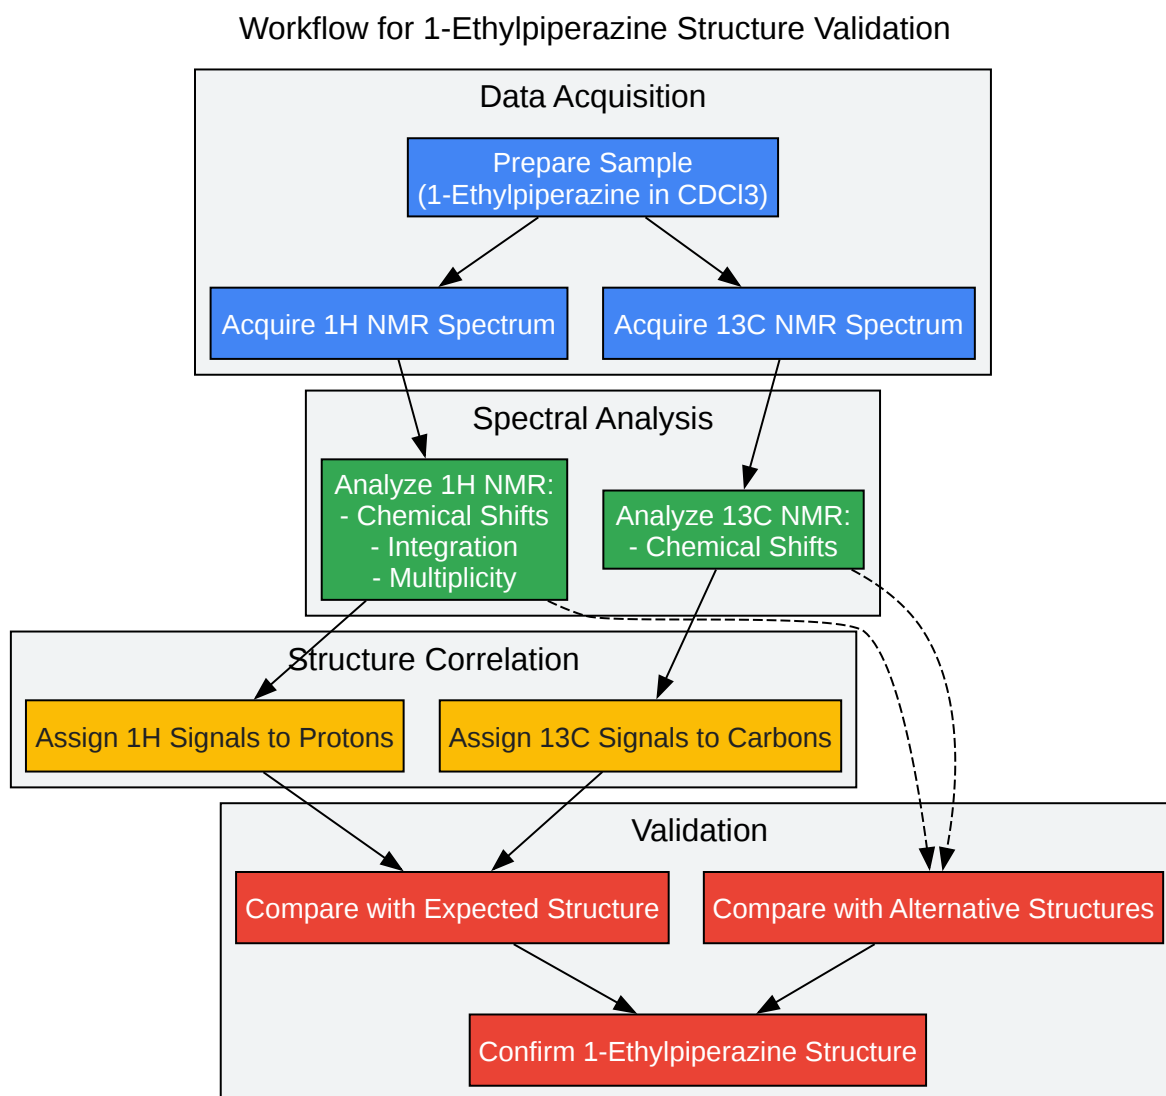 Workflow for 1-Ethylpiperazine Structure Validation
Data Acquisition
Prepare Sample
(1-Ethylpiperazine in CDCl3)
Acquire 1H NMR Spectrum
Acquire 13C NMR Spectrum
Spectral Analysis
Analyze 1H NMR:
- Chemical Shifts
- Integration
- Multiplicity
Analyze 13C NMR:
- Chemical Shifts
Structure Correlation
Assign 1H Signals to Protons
Assign 13C Signals to Carbons
Validation
Compare with Expected Structure
Compare with Alternative Structures
Confirm 1-Ethylpiperazine Structure